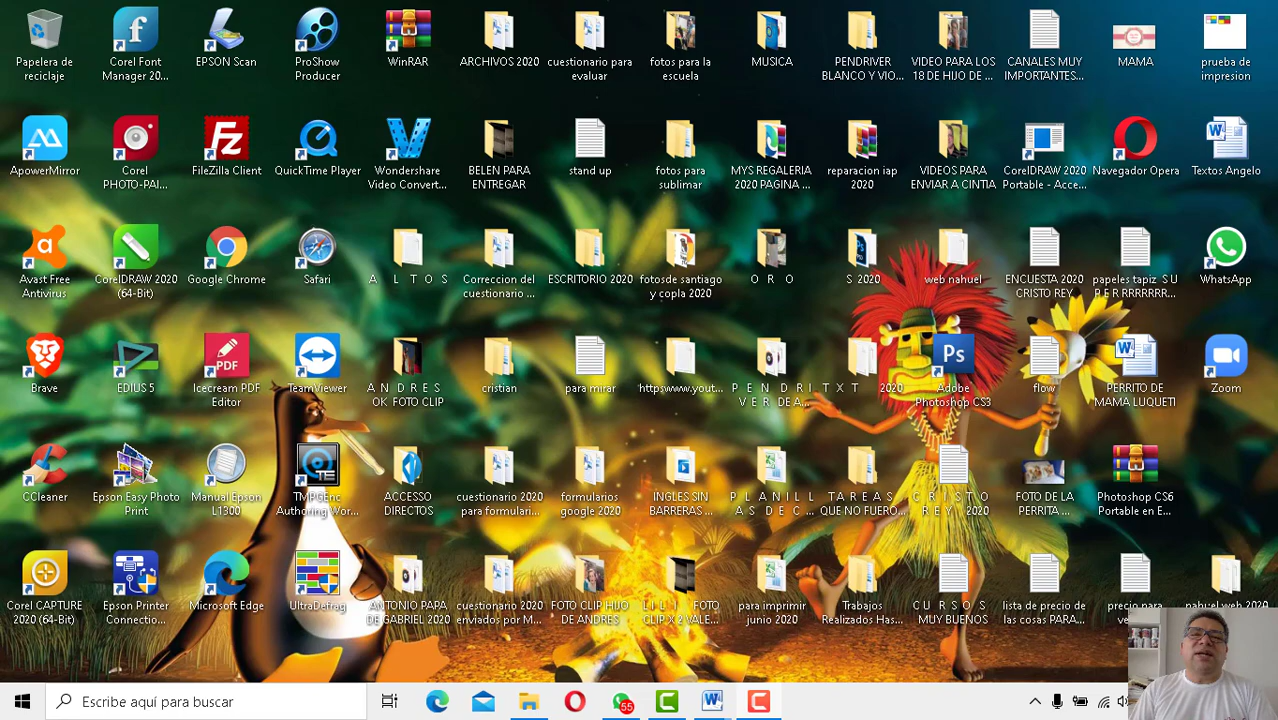 Papelera de
reciclaje
Corel Font
Manager 20...
EPSON Scan
ProShow
Producer
WinRAR
ARCHIVOS 2020
cuestionario para
evaluar
fotos para la
escuela
MUSICA
PENDRIVER
BLANCO Y VIO...
VIDEO PARA LOS
18 DE HIJO DE ...
CANALES MUY
IMPORTANTES...
MAMA
prueba de
impresion
ApowerMirror
Corel
PHOTO-PAI...
FileZilla Client
QuickTime Player
Wondershare
Video Convert...
BELEN PARA
ENTREGAR
stand up
fotos para
sublimar
MYS REGALERIA
2020 PAGINA ...
reparacion iap
2020
VIDEOS PARA
ENVIAR A CINTIA
CorelDRAW 2020
Portable - Acce...
Navegador Opera
Textos Angelo
Avast Free
Antivirus
CorelDRAW 2020
(64-Bit)
Google Chrome
Safari
A L T O S
Correccion del
cuestionario ...
ESCRITORIO 2020
fotosde santiago
y copla 2020
O R O
S 2020
web nahuel
ENCUESTA 2020
CRISTO REY
papeles tapiz S U
P E R RRRRRRR...
WhatsApp
Brave
EDIUS 5
Icecream PDF
Editor
TeamViewer
A N D R E S
OK FOTO CLIP
cristian
para mirar
'httpswww.yout...
P E N D R I
V E R D E A...
T X T 2020
Adobe
Photoshop CS3
flow
PERRITO DE
MAMA LUQUETI
Zoom
CCleaner
Epson Easy Photo
Print
Manual Epson
L1300
TMPGEnc
Authoring Wor...
ACCESSO
DIRECTOS
cuestionario 2020
para formulari...
formularios
google 2020
INGLES SIN
BARRERAS ...
P L A N I L L
A S D E C ...
T A R E A S
QUE NO FUERO...
C R I S T O
R E Y 2020
FOTO DE LA
PERRITA ...
Photoshop CS6
Portable en E...
Corel CAPTURE
2020 (64-Bit)
Epson Printer
Connectio...
Microsoft Edge
UltraDefrag
ANTONIO PAPA
DE GABRIEL 2020
cuestionario 2020
enviados por M...
FOTO CLIP HIJO
DE ANDRES
L I L I FOTO
CLIP X 2 VALE...
para imprimir
junio 2020
Trabajos
Realizados Has...
C U R S O S
MUY BUENOS
lista de precio de
las cosas PARA...
precio para
nahuel web 2020
Escribe aquí para buscar
55